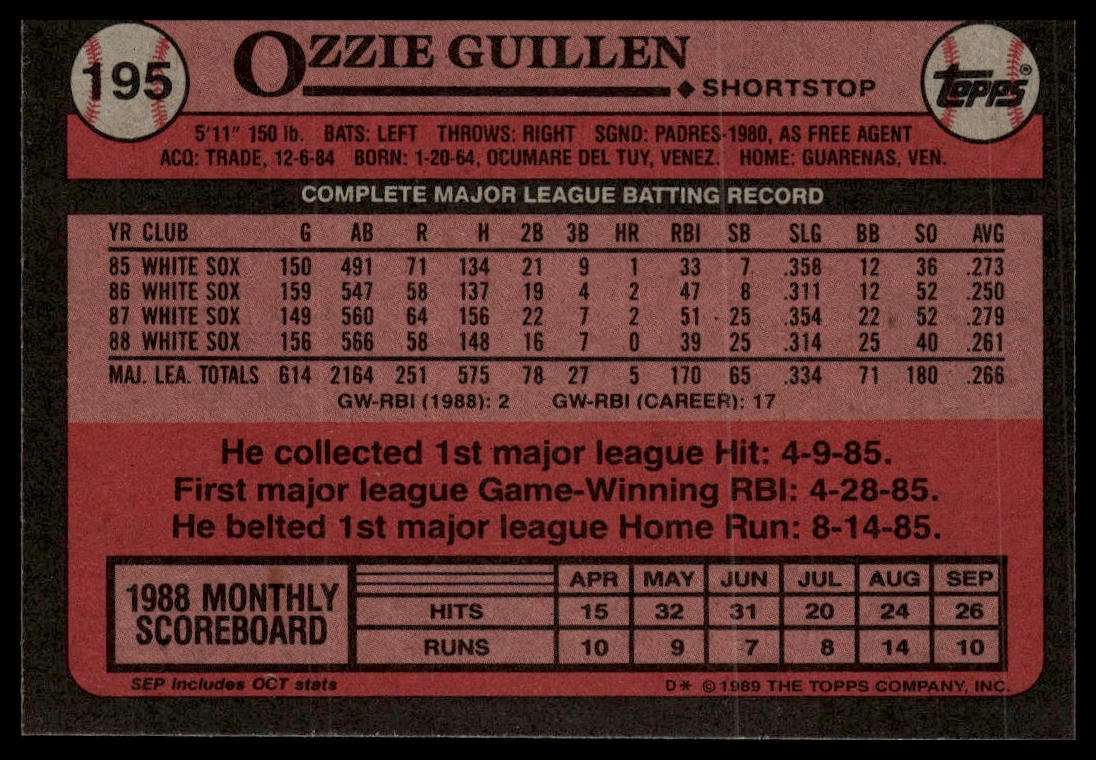 195
OZZIE GUILLEN
◆ SHORTSTOP
Topps®
5'11" 150 lb. BATS: LEFT THROWS: RIGHT SGND: PADRES-1980, AS FREE AGENT
ACQ: TRADE, 12-6-84 BORN: 1-20-64, OCUMARE DEL TUY, VENEZ. HOME: GUARENAS, VEN.
COMPLETE MAJOR LEAGUE BATTING RECORD
YR CLUB G AB R H 2B 3B HR RBI SB SLG BB SO AVG
85 WHITE SOX 150 491 71 134 21 9 1 33 7 .358 12 36 .273
86 WHITE SOX 159 547 58 137 19 4 2 47 8 .311 12 52 .250
87 WHITE SOX 149 560 64 156 22 7 2 51 25 .354 22 52 .279
88 WHITE SOX 156 566 58 148 16 7 0 39 25 .314 25 40 .261
MAJ. LEA. TOTALS 614 2164 251 575 78 27 5 170 65 .334 71 180 .266
GW-RBI (1988): 2 GW-RBI (CAREER): 17
He collected 1st major league Hit: 4-9-85.
First major league Game-Winning RBI: 4-28-85.
He belted 1st major league Home Run: 8-14-85.
1988 MONTHLY
SCOREBOARD
APR MAY JUN JUL AUG SEP
HITS 15 32 31 20 24 26
RUNS 10 9 7 8 14 10
SEP includes OCT stats
D* © 1989 THE TOPPS COMPANY, INC.